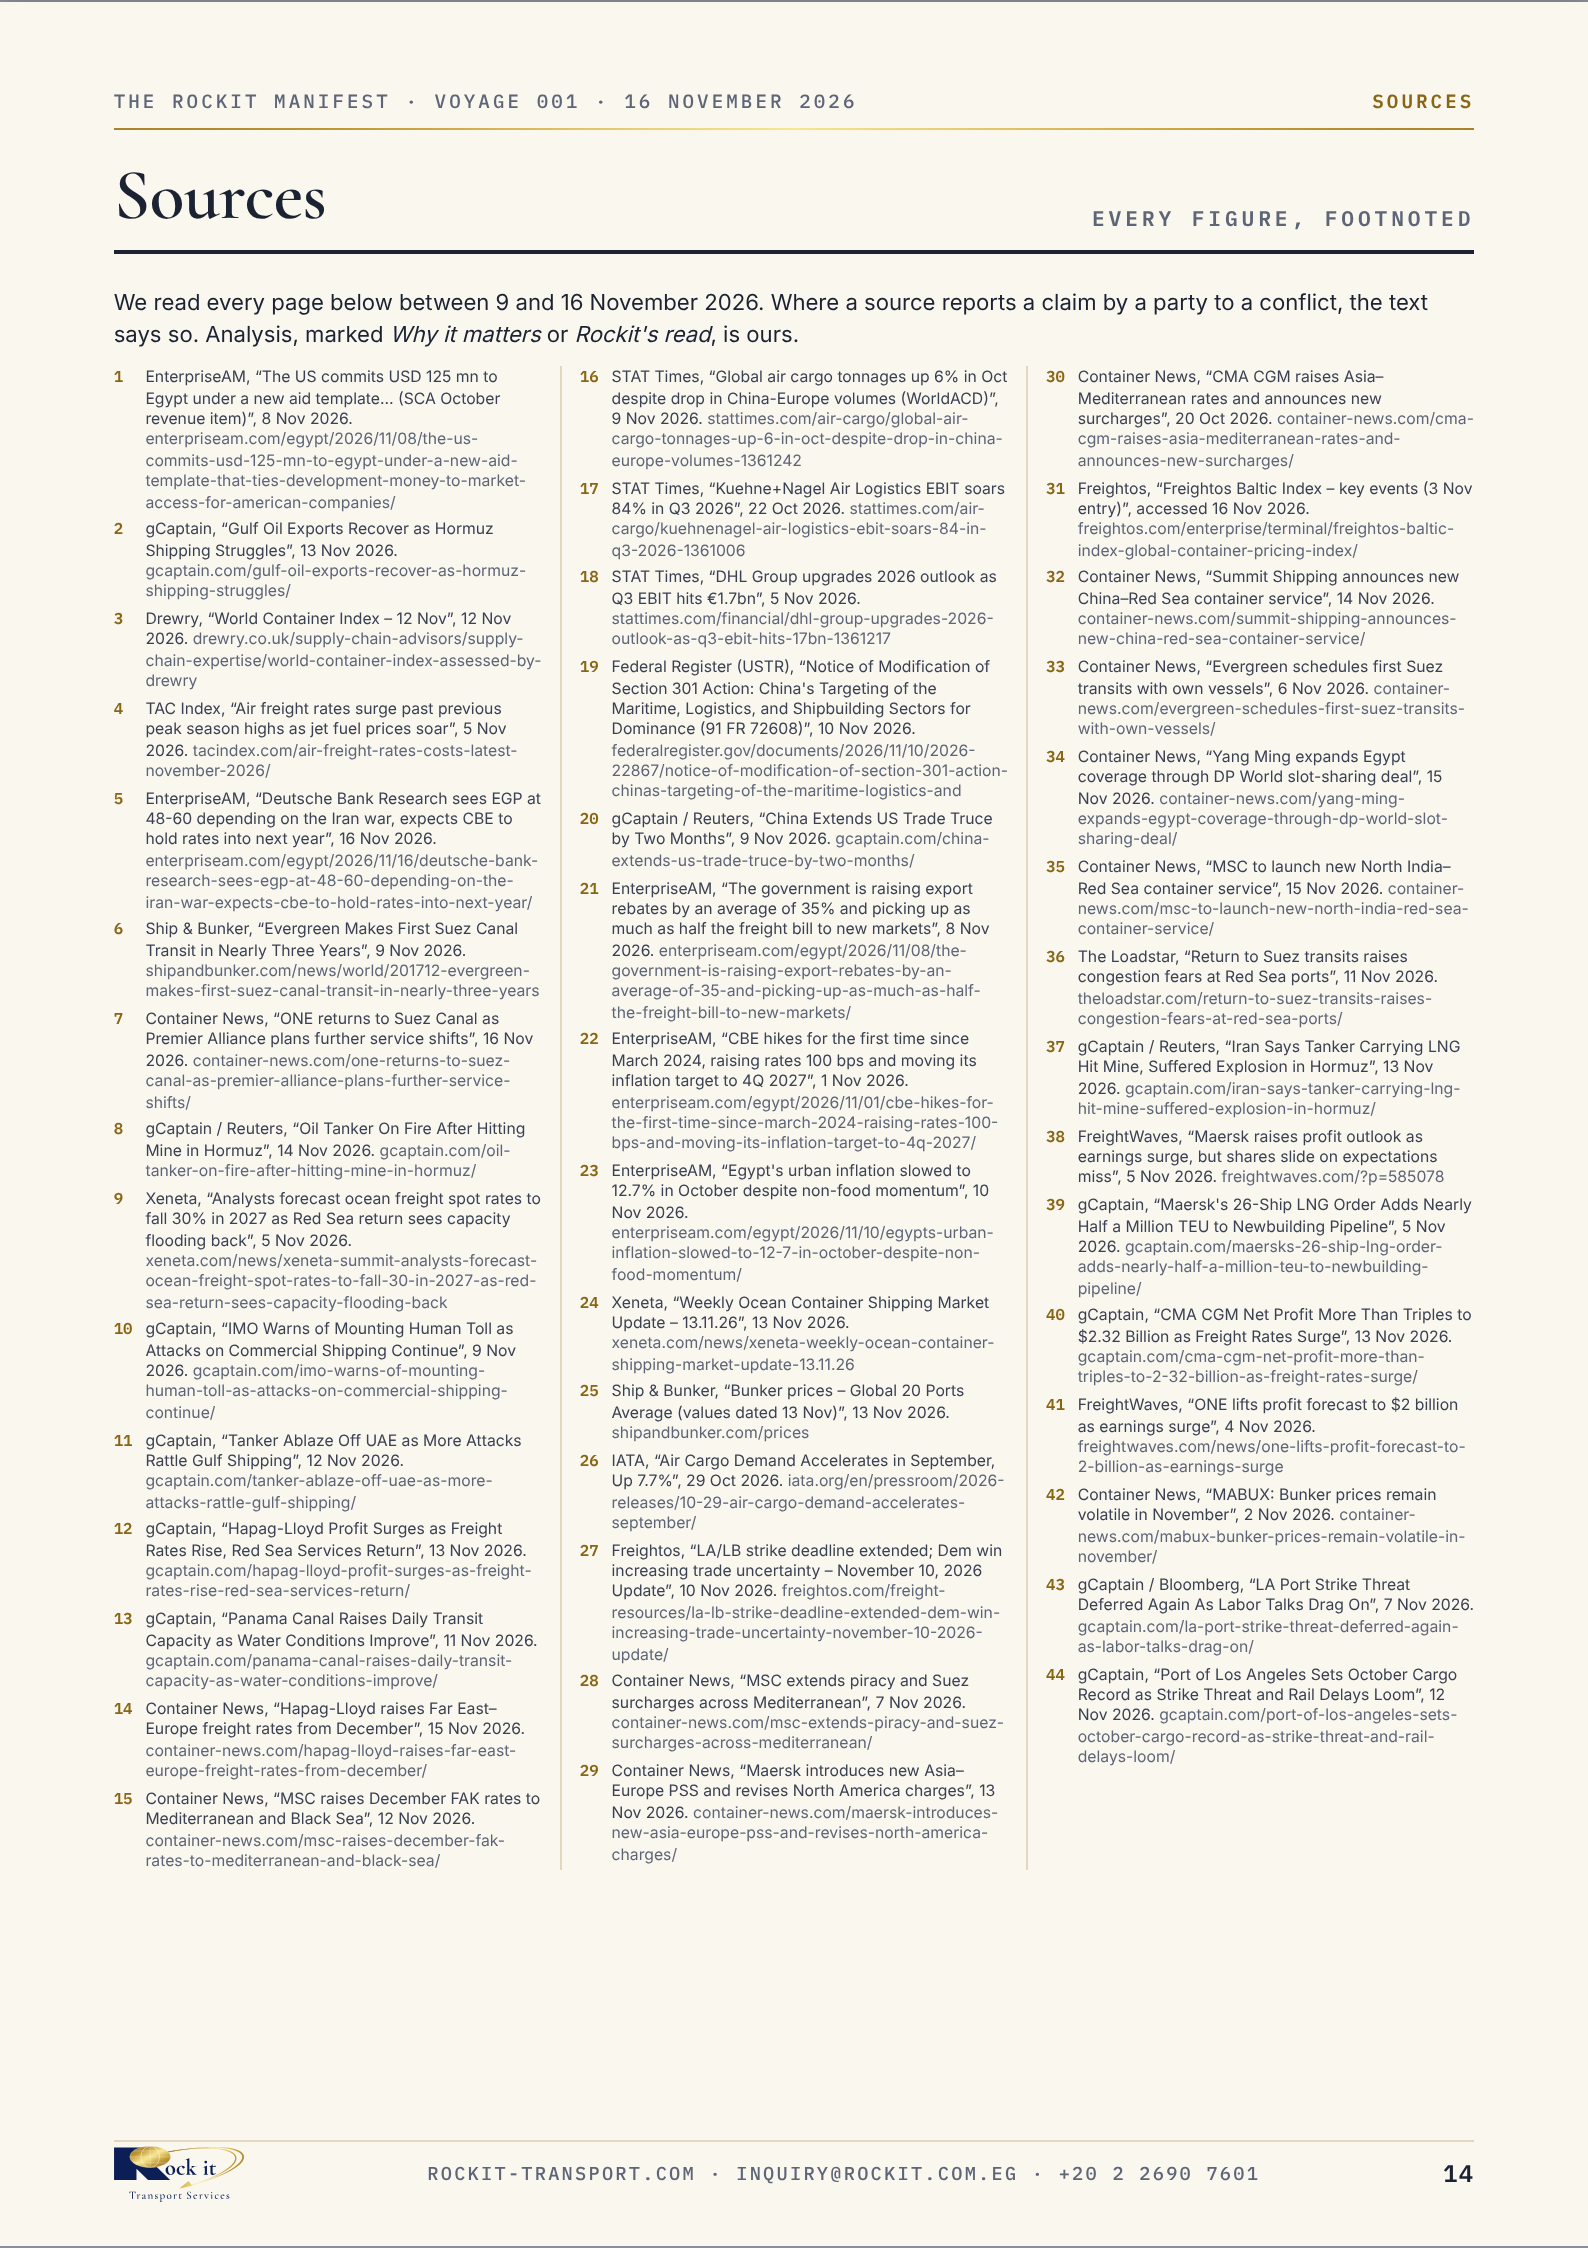 THE ROCKIT MANIFEST · VOYAGE 001 · 16 NOVEMBER 2026
SOURCES
Sources
EVERY FIGURE, FOOTNOTED
We read every page below between 9 and 16 November 2026. Where a source reports a claim by a party to a conflict, the text
says so. Analysis, marked Why it matters or Rockit's read, is ours.
1 EnterpriseAM, “The US commits USD 125 mn to
Egypt under a new aid template... (SCA October
revenue item)”, 8 Nov 2026.
enterpriseam.com/egypt/2026/11/08/the-us-
commits-usd-125-mn-to-egypt-under-a-new-aid-
template-that-ties-development-money-to-market-
access-for-american-companies/
2 gCaptain, “Gulf Oil Exports Recover as Hormuz
Shipping Struggles”, 13 Nov 2026.
gcaptain.com/gulf-oil-exports-recover-as-hormuz-
shipping-struggles/
3 Drewry, “World Container Index – 12 Nov”, 12 Nov
2026. drewry.co.uk/supply-chain-advisors/supply-
chain-expertise/world-container-index-assessed-by-
drewry
4 TAC Index, “Air freight rates surge past previous
peak season highs as jet fuel prices soar”, 5 Nov
2026. tacindex.com/air-freight-rates-costs-latest-
november-2026/
5 EnterpriseAM, “Deutsche Bank Research sees EGP at
48-60 depending on the Iran war, expects CBE to
hold rates into next year”, 16 Nov 2026.
enterpriseam.com/egypt/2026/11/16/deutsche-bank-
research-sees-egp-at-48-60-depending-on-the-
iran-war-expects-cbe-to-hold-rates-into-next-year/
6 Ship & Bunker, “Evergreen Makes First Suez Canal
Transit in Nearly Three Years”, 9 Nov 2026.
shipandbunker.com/news/world/201712-evergreen-
makes-first-suez-canal-transit-in-nearly-three-years
7 Container News, “ONE returns to Suez Canal as
Premier Alliance plans further service shifts”, 16 Nov
2026. container-news.com/one-returns-to-suez-
canal-as-premier-alliance-plans-further-service-
shifts/
8 gCaptain / Reuters, “Oil Tanker On Fire After Hitting
Mine in Hormuz”, 14 Nov 2026. gcaptain.com/oil-
tanker-on-fire-after-hitting-mine-in-hormuz/
9 Xeneta, “Analysts forecast ocean freight spot rates to
fall 30% in 2027 as Red Sea return sees capacity
flooding back”, 5 Nov 2026.
xeneta.com/news/xeneta-summit-analysts-forecast-
ocean-freight-spot-rates-to-fall-30-in-2027-as-red-
sea-return-sees-capacity-flooding-back
10 gCaptain, “IMO Warns of Mounting Human Toll as
Attacks on Commercial Shipping Continue”, 9 Nov
2026. gcaptain.com/imo-warns-of-mounting-
human-toll-as-attacks-on-commercial-shipping-
continue/
11 gCaptain, “Tanker Ablaze Off UAE as More Attacks
Rattle Gulf Shipping”, 12 Nov 2026.
gcaptain.com/tanker-ablaze-off-uae-as-more-
attacks-rattle-gulf-shipping/
12 gCaptain, “Hapag-Lloyd Profit Surges as Freight
Rates Rise, Red Sea Services Return”, 13 Nov 2026.
gcaptain.com/hapag-lloyd-profit-surges-as-freight-
rates-rise-red-sea-services-return/
13 gCaptain, “Panama Canal Raises Daily Transit
Capacity as Water Conditions Improve”, 11 Nov 2026.
gcaptain.com/panama-canal-raises-daily-transit-
capacity-as-water-conditions-improve/
14 Container News, “Hapag-Lloyd raises Far East–
Europe freight rates from December”, 15 Nov 2026.
container-news.com/hapag-lloyd-raises-far-east-
europe-freight-rates-from-december/
15 Container News, “MSC raises December FAK rates to
Mediterranean and Black Sea”, 12 Nov 2026.
container-news.com/msc-raises-december-fak-
rates-to-mediterranean-and-black-sea/
16 STAT Times, “Global air cargo tonnages up 6% in Oct
despite drop in China-Europe volumes (WorldACD)”,
9 Nov 2026. stattimes.com/air-cargo/global-air-
cargo-tonnages-up-6-in-oct-despite-drop-in-china-
europe-volumes-1361242
17 STAT Times, “Kuehne+Nagel Air Logistics EBIT soars
84% in Q3 2026”, 22 Oct 2026. stattimes.com/air-
cargo/kuehnenagel-air-logistics-ebit-soars-84-in-
q3-2026-1361006
18 STAT Times, “DHL Group upgrades 2026 outlook as
Q3 EBIT hits €1.7bn”, 5 Nov 2026.
stattimes.com/financial/dhl-group-upgrades-2026-
outlook-as-q3-ebit-hits-17bn-1361217
19 Federal Register (USTR), “Notice of Modification of
Section 301 Action: China's Targeting of the
Maritime, Logistics, and Shipbuilding Sectors for
Dominance (91 FR 72608)”, 10 Nov 2026.
federalregister.gov/documents/2026/11/10/2026-
22867/notice-of-modification-of-section-301-action-
chinas-targeting-of-the-maritime-logistics-and
20 gCaptain / Reuters, “China Extends US Trade Truce
by Two Months”, 9 Nov 2026. gcaptain.com/china-
extends-us-trade-truce-by-two-months/
21 EnterpriseAM, “The government is raising export
rebates by an average of 35% and picking up as
much as half the freight bill to new markets”, 8 Nov
2026. enterpriseam.com/egypt/2026/11/08/the-
government-is-raising-export-rebates-by-an-
average-of-35-and-picking-up-as-much-as-half-
the-freight-bill-to-new-markets/
22 EnterpriseAM, “CBE hikes for the first time since
March 2024, raising rates 100 bps and moving its
inflation target to 4Q 2027”, 1 Nov 2026.
enterpriseam.com/egypt/2026/11/01/cbe-hikes-for-
the-first-time-since-march-2024-raising-rates-100-
bps-and-moving-its-inflation-target-to-4q-2027/
23 EnterpriseAM, “Egypt's urban inflation slowed to
12.7% in October despite non-food momentum”, 10
Nov 2026.
enterpriseam.com/egypt/2026/11/10/egypts-urban-
inflation-slowed-to-12-7-in-october-despite-non-
food-momentum/
24 Xeneta, “Weekly Ocean Container Shipping Market
Update – 13.11.26”, 13 Nov 2026.
xeneta.com/news/xeneta-weekly-ocean-container-
shipping-market-update-13.11.26
25 Ship & Bunker, “Bunker prices – Global 20 Ports
Average (values dated 13 Nov)”, 13 Nov 2026.
shipandbunker.com/prices
26 IATA, “Air Cargo Demand Accelerates in September,
Up 7.7%”, 29 Oct 2026. iata.org/en/pressroom/2026-
releases/10-29-air-cargo-demand-accelerates-
september/
27 Freightos, “LA/LB strike deadline extended; Dem win
increasing trade uncertainty – November 10, 2026
Update”, 10 Nov 2026. freightos.com/freight-
resources/la-lb-strike-deadline-extended-dem-win-
increasing-trade-uncertainty-november-10-2026-
update/
28 Container News, “MSC extends piracy and Suez
surcharges across Mediterranean”, 7 Nov 2026.
container-news.com/msc-extends-piracy-and-suez-
surcharges-across-mediterranean/
29 Container News, “Maersk introduces new Asia–
Europe PSS and revises North America charges”, 13
Nov 2026. container-news.com/maersk-introduces-
new-asia-europe-pss-and-revises-north-america-
charges/
30 Container News, “CMA CGM raises Asia–
Mediterranean rates and announces new
surcharges”, 20 Oct 2026. container-news.com/cma-
cgm-raises-asia-mediterranean-rates-and-
announces-new-surcharges/
31 Freightos, “Freightos Baltic Index – key events (3 Nov
entry)”, accessed 16 Nov 2026.
freightos.com/enterprise/terminal/freightos-baltic-
index-global-container-pricing-index/
32 Container News, “Summit Shipping announces new
China–Red Sea container service”, 14 Nov 2026.
container-news.com/summit-shipping-announces-
new-china-red-sea-container-service/
33 Container News, “Evergreen schedules first Suez
transits with own vessels”, 6 Nov 2026. container-
news.com/evergreen-schedules-first-suez-transits-
with-own-vessels/
34 Container News, “Yang Ming expands Egypt
coverage through DP World slot-sharing deal”, 15
Nov 2026. container-news.com/yang-ming-
expands-egypt-coverage-through-dp-world-slot-
sharing-deal/
35 Container News, “MSC to launch new North India–
Red Sea container service”, 15 Nov 2026. container-
news.com/msc-to-launch-new-north-india-red-sea-
container-service/
36 The Loadstar, “Return to Suez transits raises
congestion fears at Red Sea ports”, 11 Nov 2026.
theloadstar.com/return-to-suez-transits-raises-
congestion-fears-at-red-sea-ports/
37 gCaptain / Reuters, “Iran Says Tanker Carrying LNG
Hit Mine, Suffered Explosion in Hormuz”, 13 Nov
2026. gcaptain.com/iran-says-tanker-carrying-lng-
hit-mine-suffered-explosion-in-hormuz/
38 FreightWaves, “Maersk raises profit outlook as
earnings surge, but shares slide on expectations
miss”, 5 Nov 2026. freightwaves.com/?p=585078
39 gCaptain, “Maersk's 26-Ship LNG Order Adds Nearly
Half a Million TEU to Newbuilding Pipeline”, 5 Nov
2026. gcaptain.com/maersks-26-ship-lng-order-
adds-nearly-half-a-million-teu-to-newbuilding-
pipeline/
40 gCaptain, “CMA CGM Net Profit More Than Triples to
$2.32 Billion as Freight Rates Surge”, 13 Nov 2026.
gcaptain.com/cma-cgm-net-profit-more-than-
triples-to-2-32-billion-as-freight-rates-surge/
41 FreightWaves, “ONE lifts profit forecast to $2 billion
as earnings surge”, 4 Nov 2026.
freightwaves.com/news/one-lifts-profit-forecast-to-
2-billion-as-earnings-surge
42 Container News, “MABUX: Bunker prices remain
volatile in November”, 2 Nov 2026. container-
news.com/mabux-bunker-prices-remain-volatile-in-
november/
43 gCaptain / Bloomberg, “LA Port Strike Threat
Deferred Again As Labor Talks Drag On”, 7 Nov 2026.
gcaptain.com/la-port-strike-threat-deferred-again-
as-labor-talks-drag-on/
44 gCaptain, “Port of Los Angeles Sets October Cargo
Record as Strike Threat and Rail Delays Loom”, 12
Nov 2026. gcaptain.com/port-of-los-angeles-sets-
october-cargo-record-as-strike-threat-and-rail-
delays-loom/
Rock it
Transport Services
ROCKIT-TRANSPORT.COM · INQUIRY@ROCKIT.COM.EG · +20 2 2690 7601
14